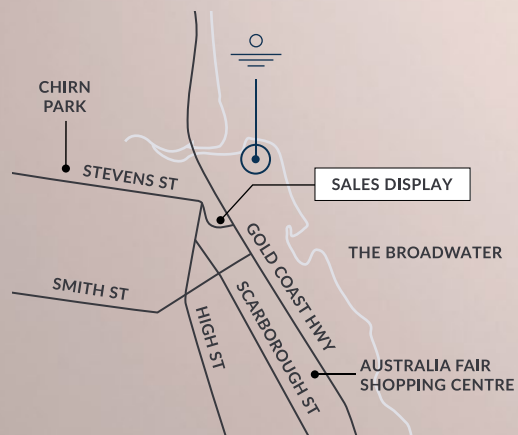 CHIRN
PARK
STEVENS ST
SALES DISPLAY
GOLD COAST HWY
THE BROADWATER
SMITH ST
HIGH ST
SCARBOROUGH ST
AUSTRALIA FAIR
SHOPPING CENTRE